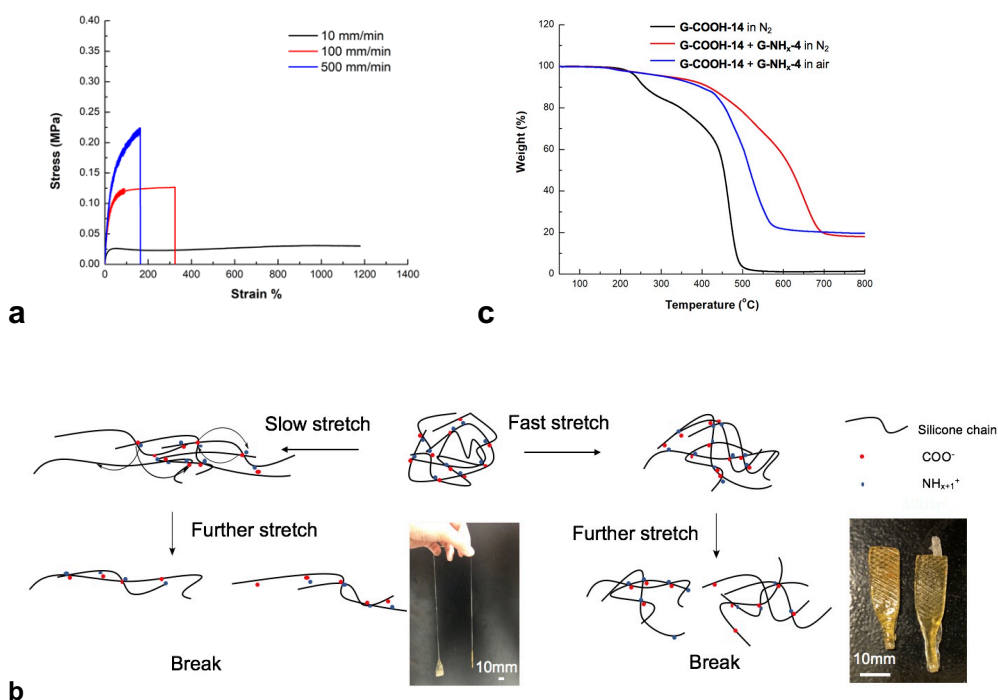 0.40
0.35
0.30
0.25
0.20
0.15
0.10
0.05
0.00
Stress (MPa)
10 mm/min
100 mm/min
500 mm/min
0 200 400 600 800 1000 1200 1400
Strain %
a
120
100
80
60
40
20
0
Weight (%)
G-COOH-14 in N₂
G-COOH-14 + G-NHₓ-4 in N₂
G-COOH-14 + G-NHₓ-4 in air
100 200 300 400 500 600 700 800
Temperature (°C)
c
Slow stretch
Fast stretch
Silicone chain
COO⁻
NHₓ₊₁⁺
Further stretch
Further stretch
Break
10mm
Break
10mm
b